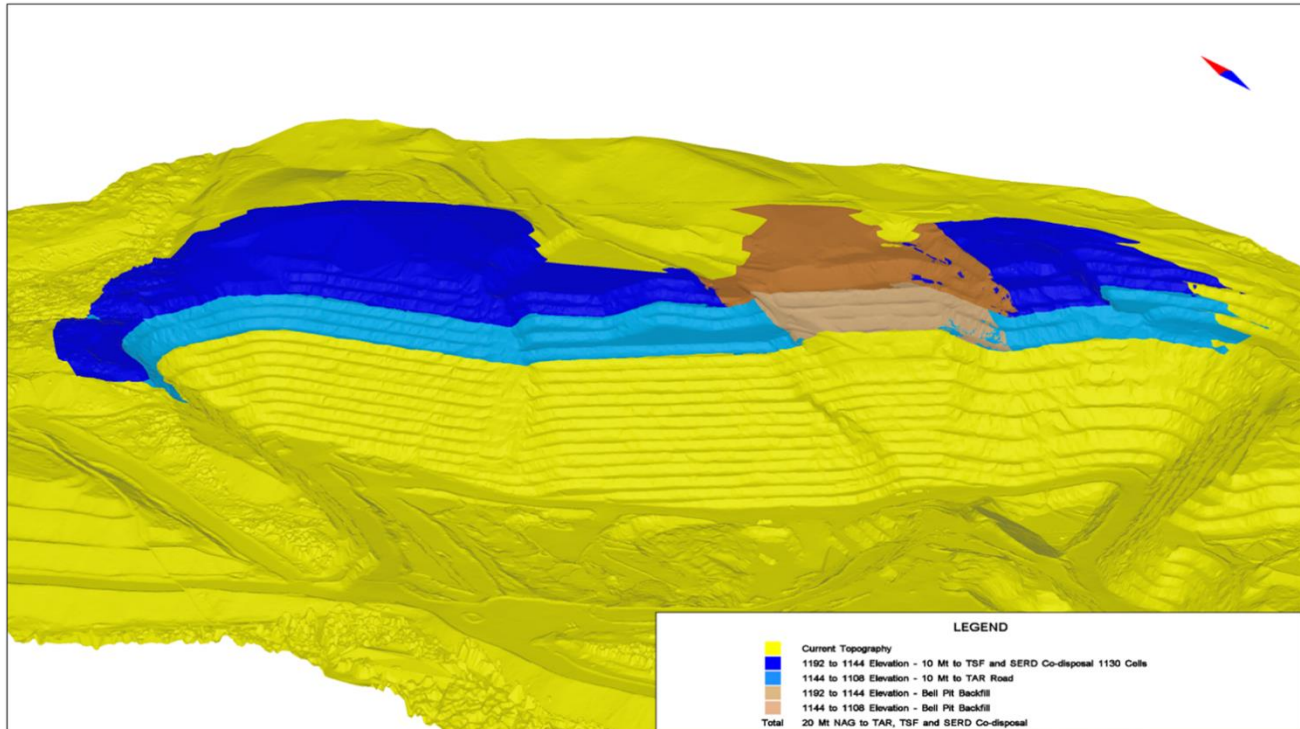 LEGEND
Current Topography
1192 to 1144 Elevation - 10 Mt to TSF and SERD Co-disposal 1130 Cells
1144 to 1108 Elevation - 10 Mt to TAR Road
1192 to 1144 Elevation - Bell Pit Backfill
1144 to 1108 Elevation - Bell Pit Backfill
Total 20 Mt NAG to TAR, TSF and SERD Co-disposal